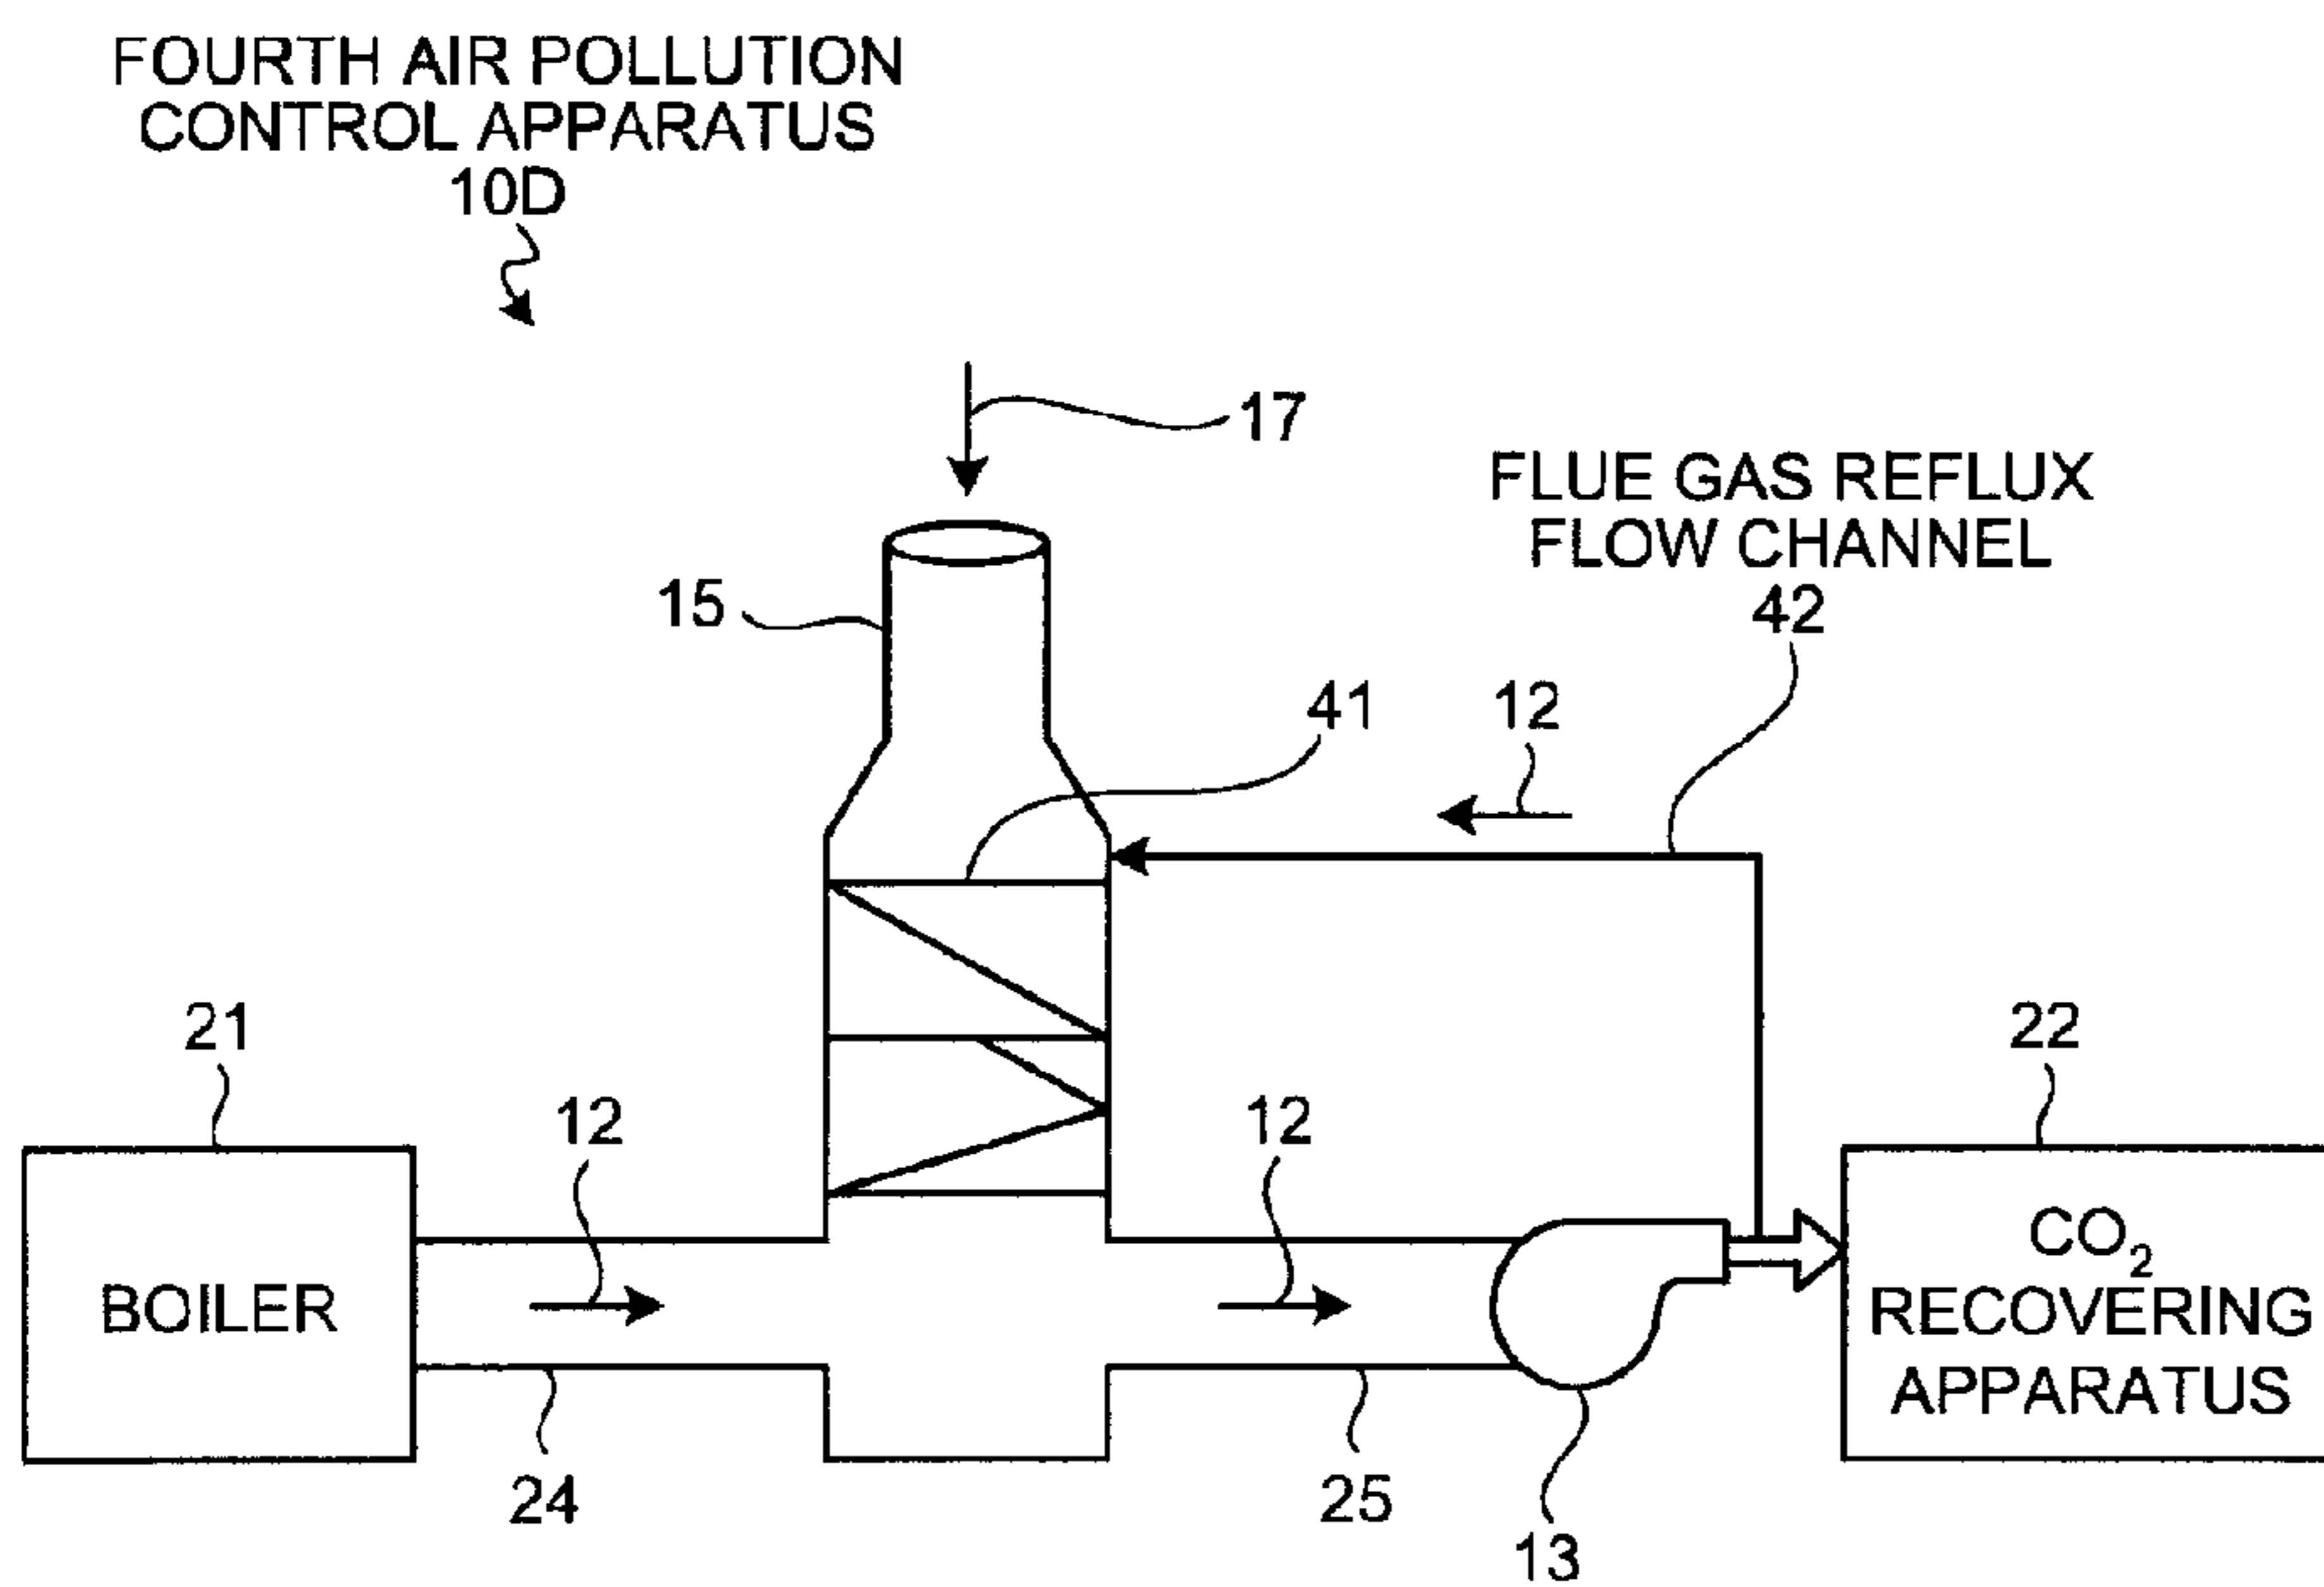 FOURTH AIR POLLUTION
CONTROL APPARATUS
10D
17
FLUE GAS REFLUX
FLOW CHANNEL
42
15
41
12
21
12
12
22
BOILER
CO₂
RECOVERING
APPARATUS
24
25
13